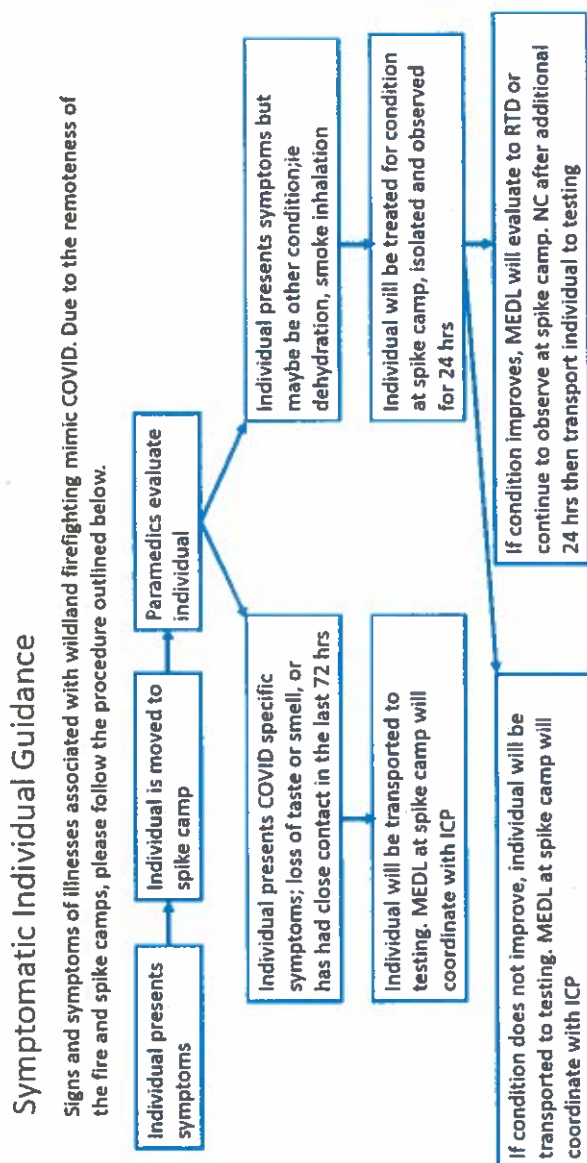 Symptomatic Individual Guidance
Signs and symptoms of illnesses associated with wildland firefighting mimic COVID. Due to the remoteness of
the fire and spike camps, please follow the procedure outlined below.
Individual presents
symptoms
Individual is moved to
spike camp
Paramedics evaluate
individual
Individual presents COVID specific
symptoms; loss of taste or smell, or
has had close contact in the last 72 hrs
Individual presents symptoms but
maybe be other condition;ie
dehydration, smoke inhalation
Individual will be transported to
testing. MEDL at spike camp will
coordinate with ICP
Individual will be treated for condition
at spike camp, isolated and observed
for 24 hrs
If condition does not improve, individual will be
transported to testing. MEDL at spike camp will
coordinate with ICP
If condition improves, MEDL will evaluate to RTD or
continue to observe at spike camp. NC after additional
24 hrs then transport individual to testing